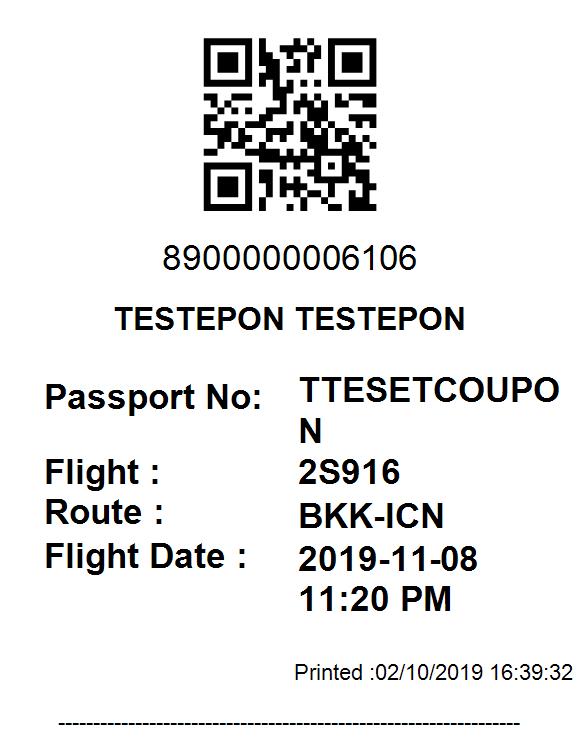 8900000006106
TESTEPON TESTEPON
Passport No: TTESETCOUPO
N
Flight : 2S916
Route : BKK-ICN
Flight Date : 2019-11-08
11:20 PM
Printed :02/10/2019 16:39:32
------------------------------------------------------------------